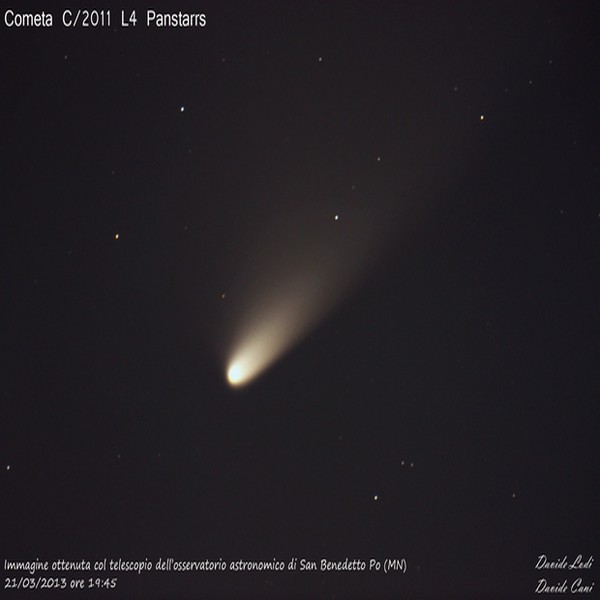 Cometa C/2011 L4 Panstarrs
Immagine ottenuta col telescopio dell'osservatorio astronomico di San Benedetto Po (MN)
21/03/2013 ore 19:45
Davide Lodi
Davide Cani